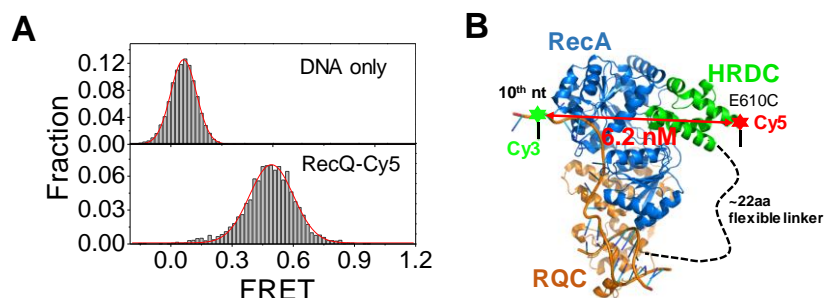 A
DNA only
0.12
0.08
0.04
0.00
RecQ-Cy5
0.06
0.03
0.00
Fraction
0.0 0.3 0.6 0.9 1.2
FRET
B
RecA
HRDC
10th nt
E610C
6.2 nM
Cy3
Cy5
~22aa
flexible linker
RQC